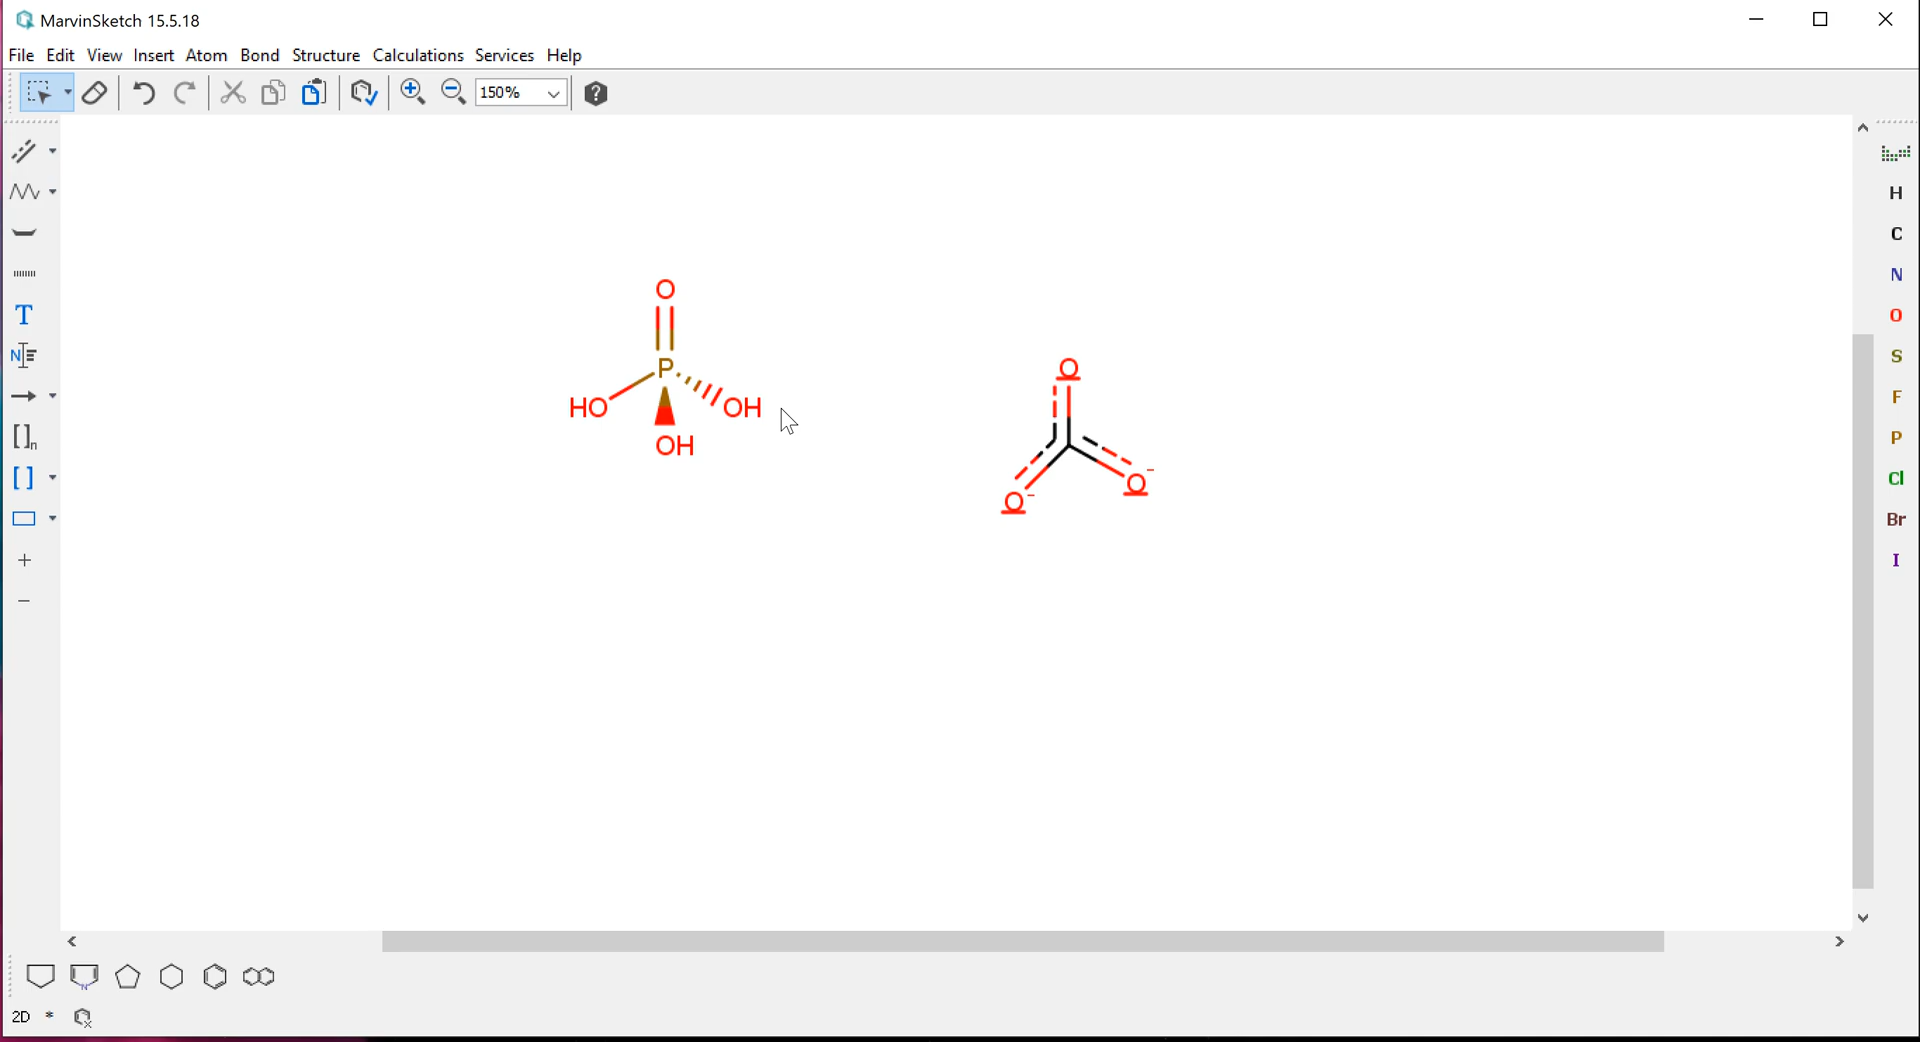 MarvinSketch 15.5.18
File Edit View Insert Atom Bond Structure Calculations Services Help
150%
H
C
N
O
S
F
P
Cl
Br
I
T
N
[ ]n
[ ]
O
P
HO
OH
OH
O
O-
O-
N
2D *